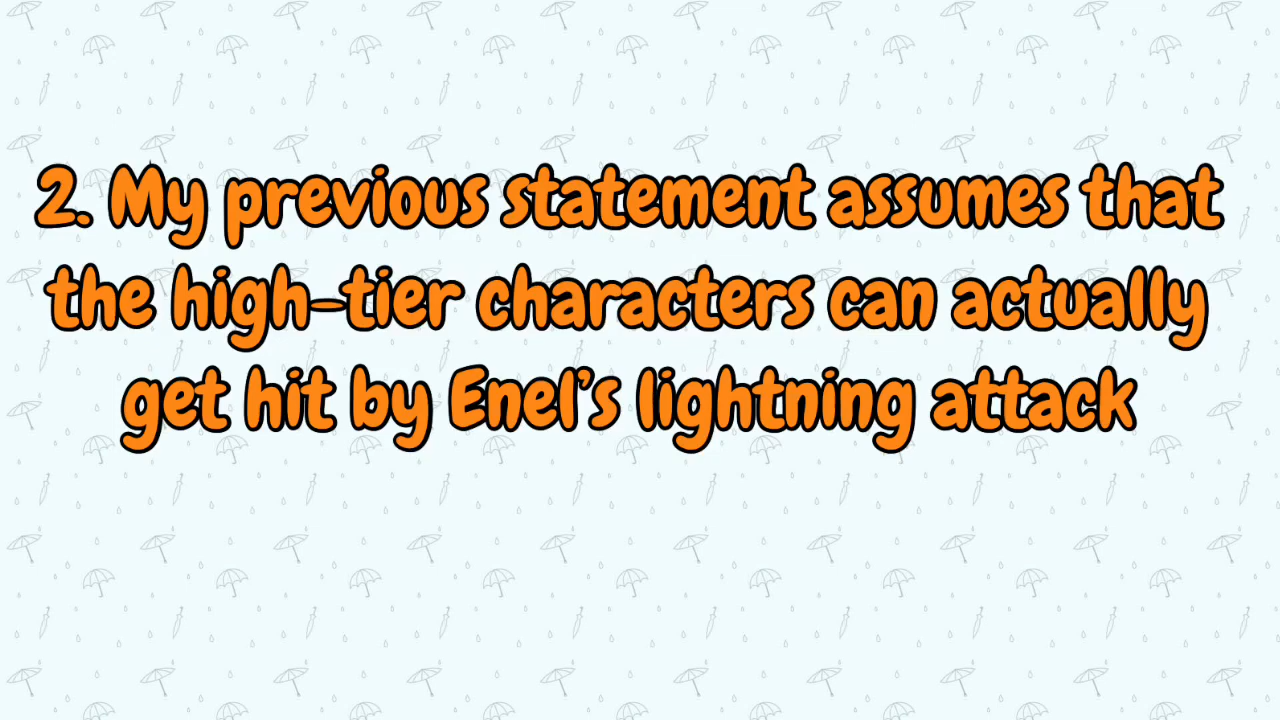 2. My previous statement assumes that
the high-tier characters can actually
get hit by Enel's lightning attack